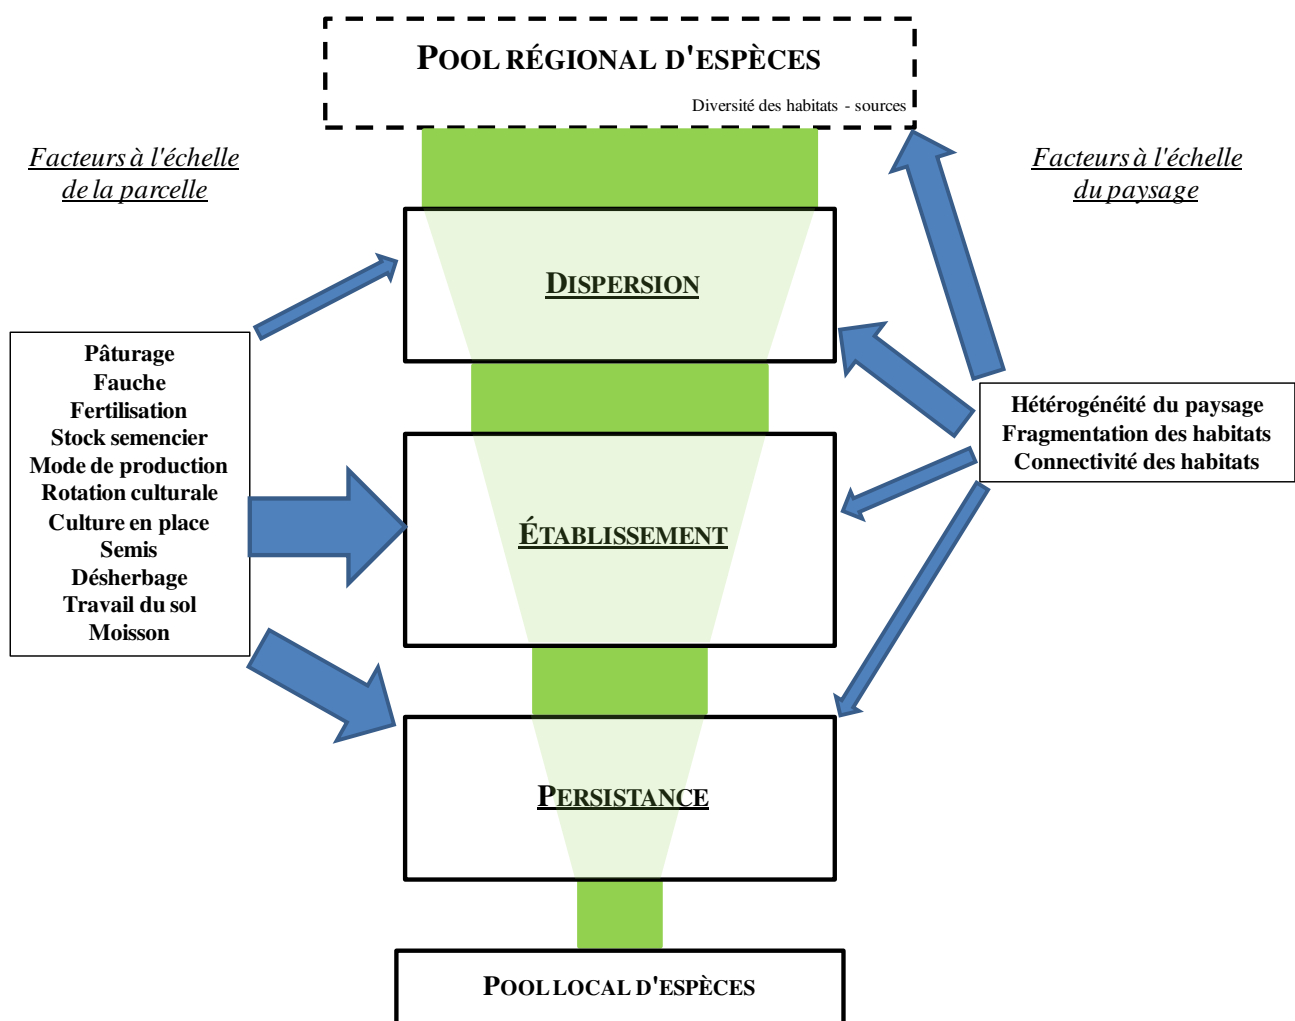 POOL RÉGIONAL D'ESPÈCES
Diversité des habitats - sources
Facteurs à l'échelle
de la parcelle
Facteurs à l'échelle
du paysage
DISPERSION
Pâturage
Fauche
Fertilisation
Stock semencier
Mode de production
Rotation culturale
Culture en place
Semis
Désherbage
Travail du sol
Moisson
Hétérogénéité du paysage
Fragmentation des habitats
Connectivité des habitats
ÉTABLISSEMENT
PERSISTANCE
POOL LOCAL D'ESPÈCES